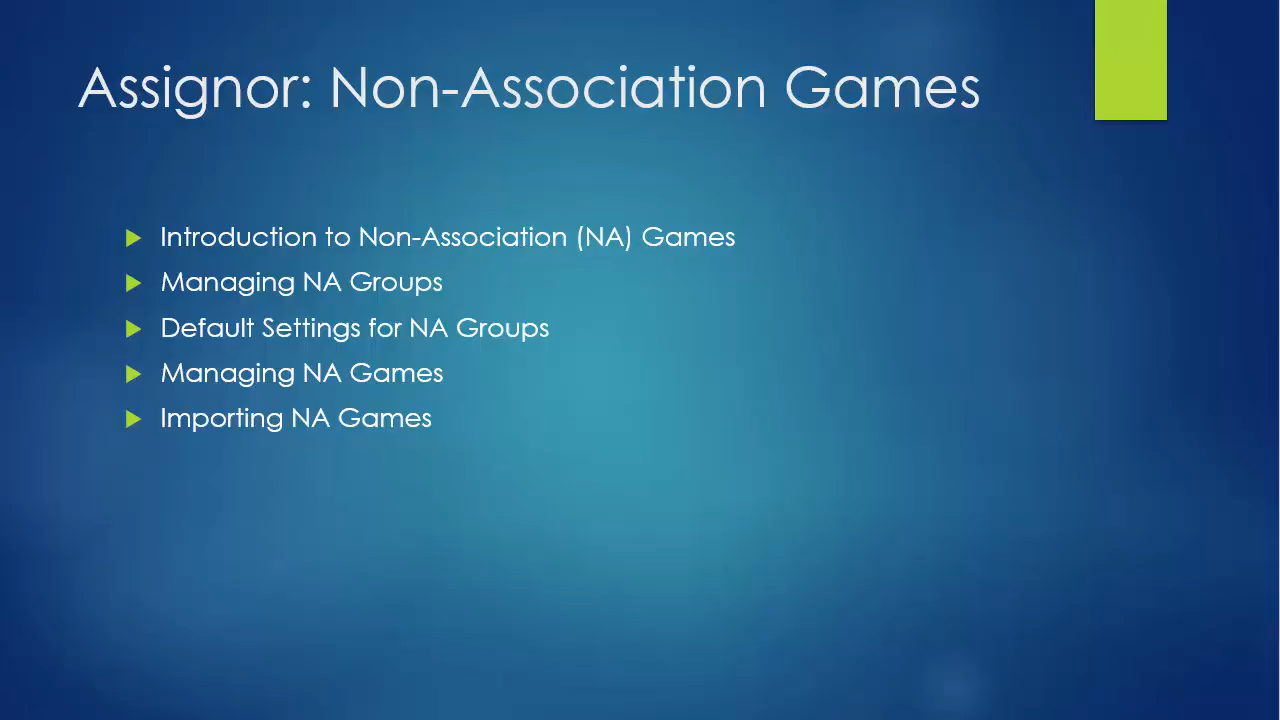 Assignor: Non-Association Games
Introduction to Non-Association (NA) Games
Managing NA Groups
Default Settings for NA Groups
Managing NA Games
Importing NA Games